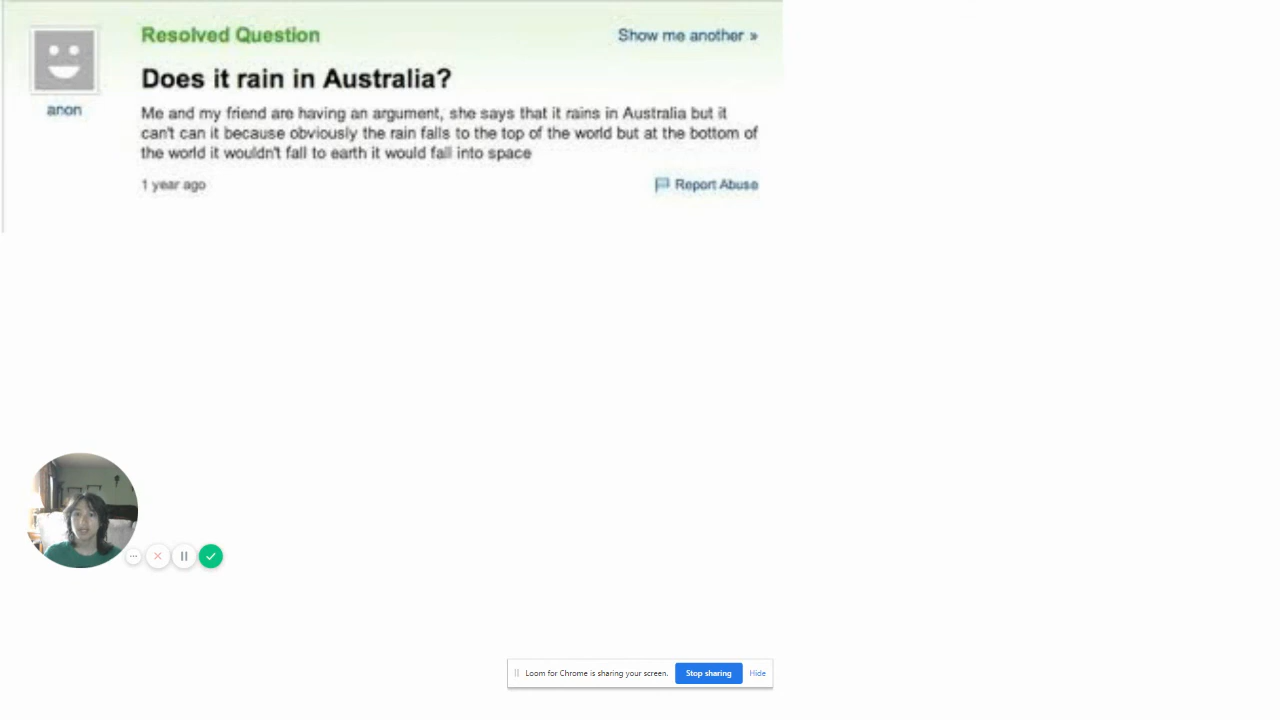 Resolved Question
Show me another »
Does it rain in Australia?
anon
Me and my friend are having an argument, she says that it rains in Australia but it
can't can it because obviously the rain falls to the top of the world but at the bottom of
the world it wouldn't fall to earth it would fall into space
1 year ago
Report Abuse
Loom for Chrome is sharing your screen.
Stop sharing
Hide